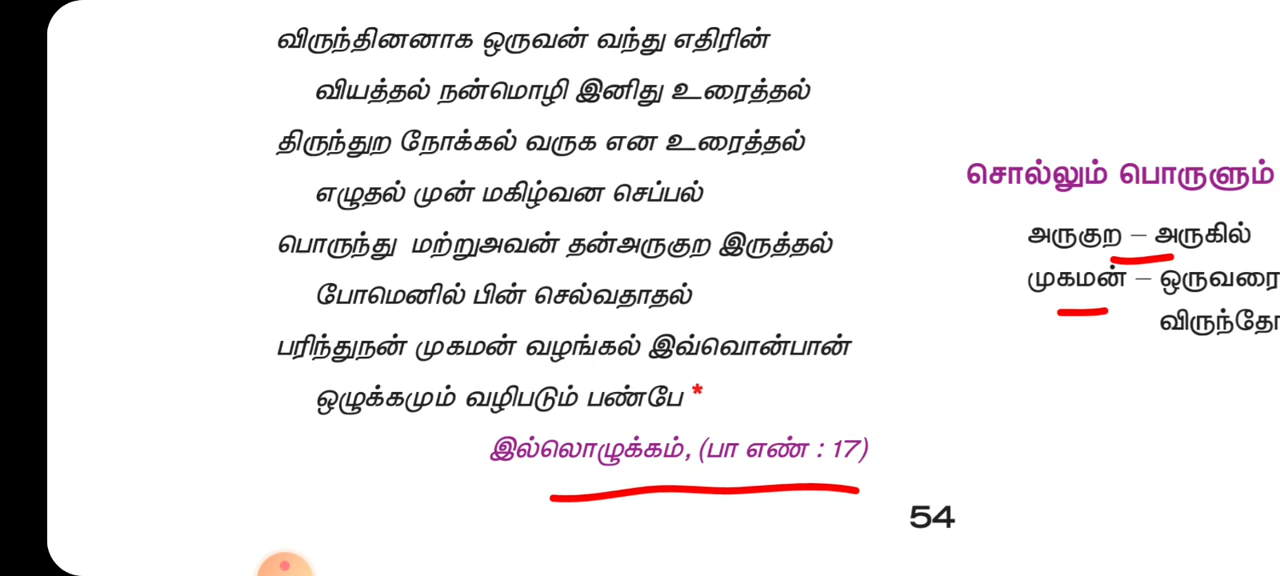 விருந்தினனாக ஒருவன் வந்து எதிரின்
வியத்தல் நன்மொழி இனிது உரைத்தல்
திருந்துற நோக்கல் வருக என உரைத்தல்
எழுதல் முன் மகிழ்வன செப்பல்
பொருந்து மற்றுஅவன் தன்அருகுற இருத்தல்
போமெனில் பின் செல்வதாதல்
பரிந்துநன் முகமன் வழங்கல் இவ்வொன்பான்
ஒழுக்கமும் வழிபடும் பண்பே *
இல்லொழுக்கம், (பா எண் : 17)
சொல்லும் பொருளும்
அருகுற – அருகில்
முகமன் – ஒருவரை
54